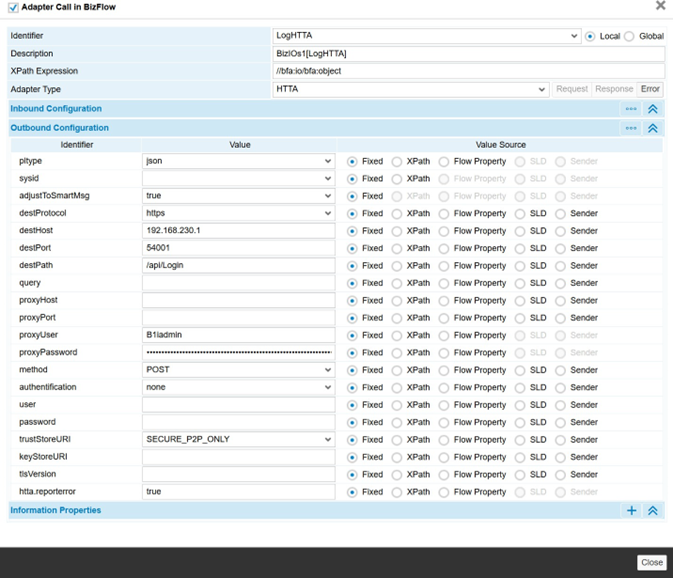 Adapter Call in BizFlow
Identifier LogHTTA Local Global
Description BizIOs1[LogHTTA]
XPath Expression //bfa:io/bfa:object
Adapter Type HTTA Request Response Error
Inbound Configuration
Outbound Configuration
Identifier Value Value Source
pltype json Fixed XPath Flow Property SLD Sender
sysid Fixed XPath Flow Property SLD Sender
adjustToSmartMsg true Fixed XPath Flow Property SLD Sender
destProtocol https Fixed XPath Flow Property SLD Sender
destHost 192.168.230.1 Fixed XPath Flow Property SLD Sender
destPort 54001 Fixed XPath Flow Property SLD Sender
destPath /api/Login Fixed XPath Flow Property SLD Sender
query Fixed XPath Flow Property SLD Sender
proxyHost Fixed XPath Flow Property SLD Sender
proxyPort Fixed XPath Flow Property SLD Sender
proxyUser B1iadmin Fixed XPath Flow Property SLD Sender
proxyPassword Fixed XPath Flow Property SLD Sender
method POST Fixed XPath Flow Property SLD Sender
authentification none Fixed XPath Flow Property SLD Sender
user Fixed XPath Flow Property SLD Sender
password Fixed XPath Flow Property SLD Sender
trustStoreURI SECURE_P2P_ONLY Fixed XPath Flow Property SLD Sender
keyStoreURI Fixed XPath Flow Property SLD Sender
tlsVersion Fixed XPath Flow Property SLD Sender
htta.reporterror true Fixed XPath Flow Property SLD Sender
Information Properties
Close